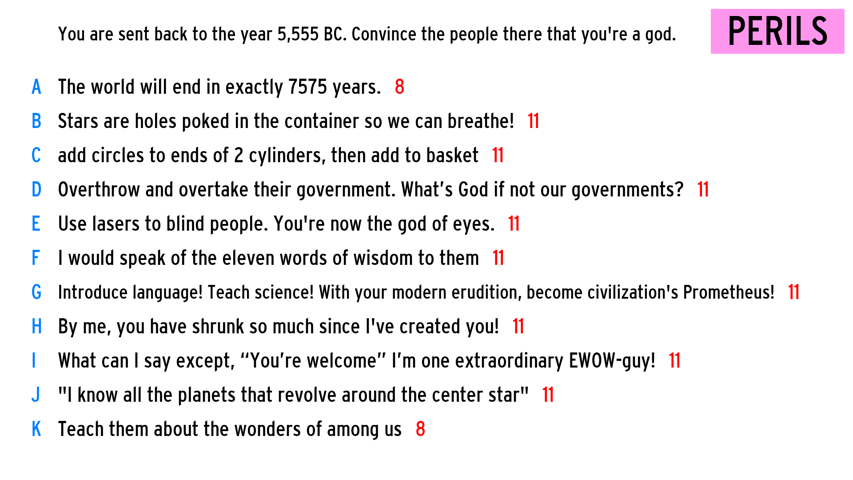 You are sent back to the year 5,555 BC. Convince the people there that you're a god.
PERILS
A The world will end in exactly 7575 years. 8
B Stars are holes poked in the container so we can breathe! 11
C add circles to ends of 2 cylinders, then add to basket 11
D Overthrow and overtake their government. What’s God if not our governments? 11
E Use lasers to blind people. You're now the god of eyes. 11
F I would speak of the eleven words of wisdom to them 11
G Introduce language! Teach science! With your modern erudition, become civilization's Prometheus! 11
H By me, you have shrunk so much since I've created you! 11
I What can I say except, “You’re welcome” I’m one extraordinary EWOW-guy! 11
J "I know all the planets that revolve around the center star" 11
K Teach them about the wonders of among us 8